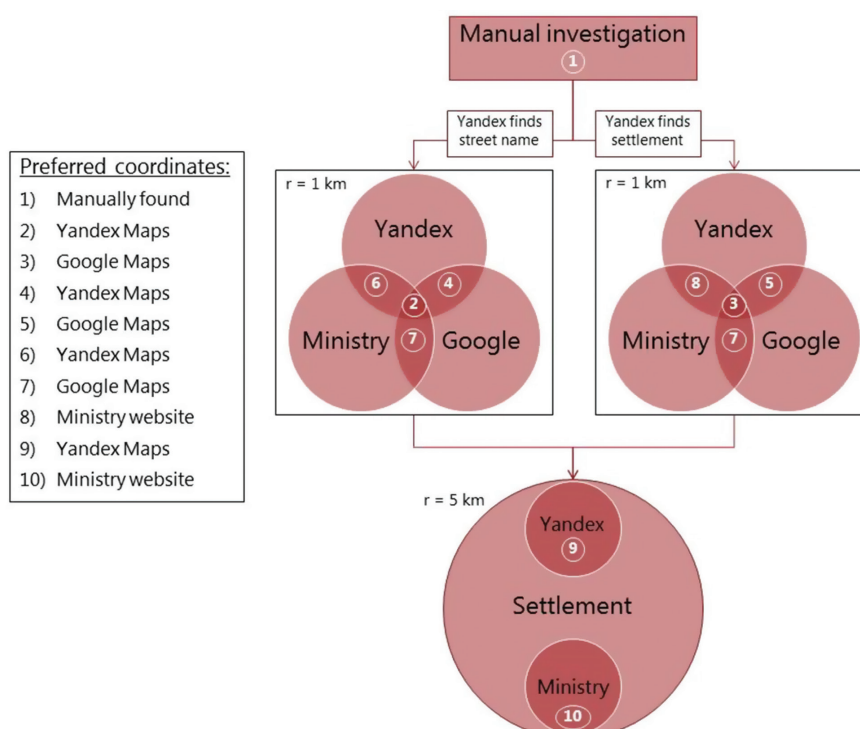 Manual investigation
1
Yandex finds
street name
Yandex finds
settlement
Preferred coordinates:
1) Manually found
2) Yandex Maps
3) Google Maps
4) Yandex Maps
5) Google Maps
6) Yandex Maps
7) Google Maps
8) Ministry website
9) Yandex Maps
10) Ministry website
r = 1 km
Yandex
6
4
2
Ministry
7
Google
r = 1 km
Yandex
8
5
3
Ministry
7
Google
r = 5 km
Yandex
9
Settlement
Ministry
10